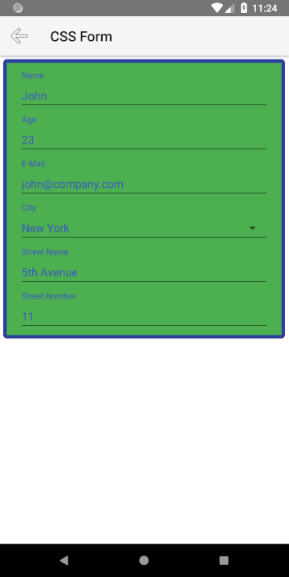 11:24
CSS Form
Name
John
Age
23
E-Mail
john@company.com
City
New York
Street Name
5th Avenue
Street Number
11